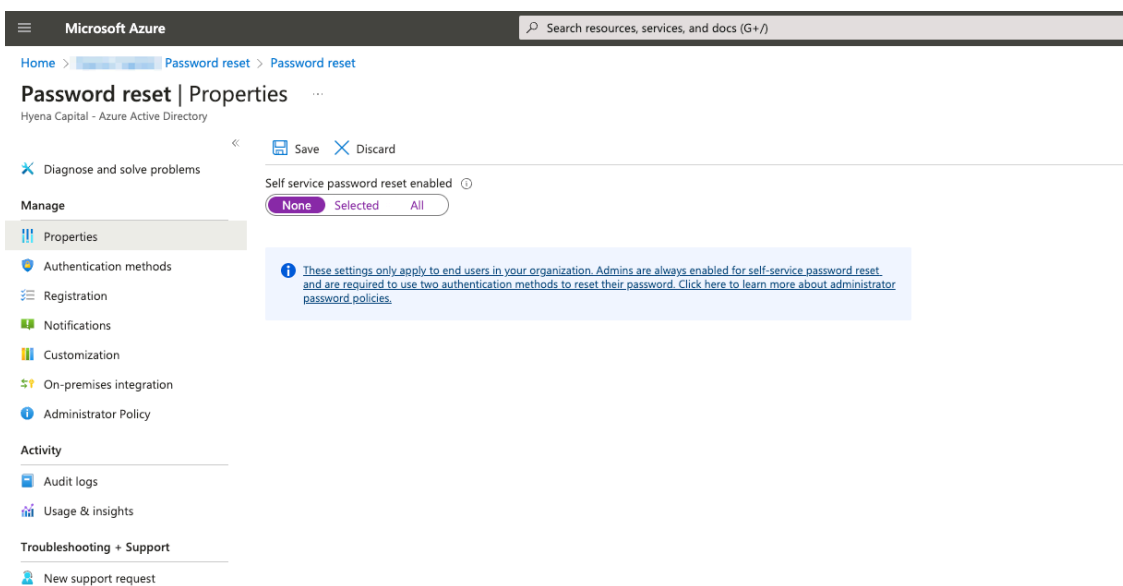 Microsoft Azure
Search resources, services, and docs (G+/)
Home > Password reset > Password reset
Password reset | Properties ...
Hyena Capital - Azure Active Directory
«
Save Discard
Diagnose and solve problems
Self service password reset enabled
None Selected All
Manage
Properties
Authentication methods
Registration
Notifications
Customization
On-premises integration
Administrator Policy
These settings only apply to end users in your organization. Admins are always enabled for self-service password reset
and are required to use two authentication methods to reset their password. Click here to learn more about administrator
password policies.
Activity
Audit logs
Usage & insights
Troubleshooting + Support
New support request